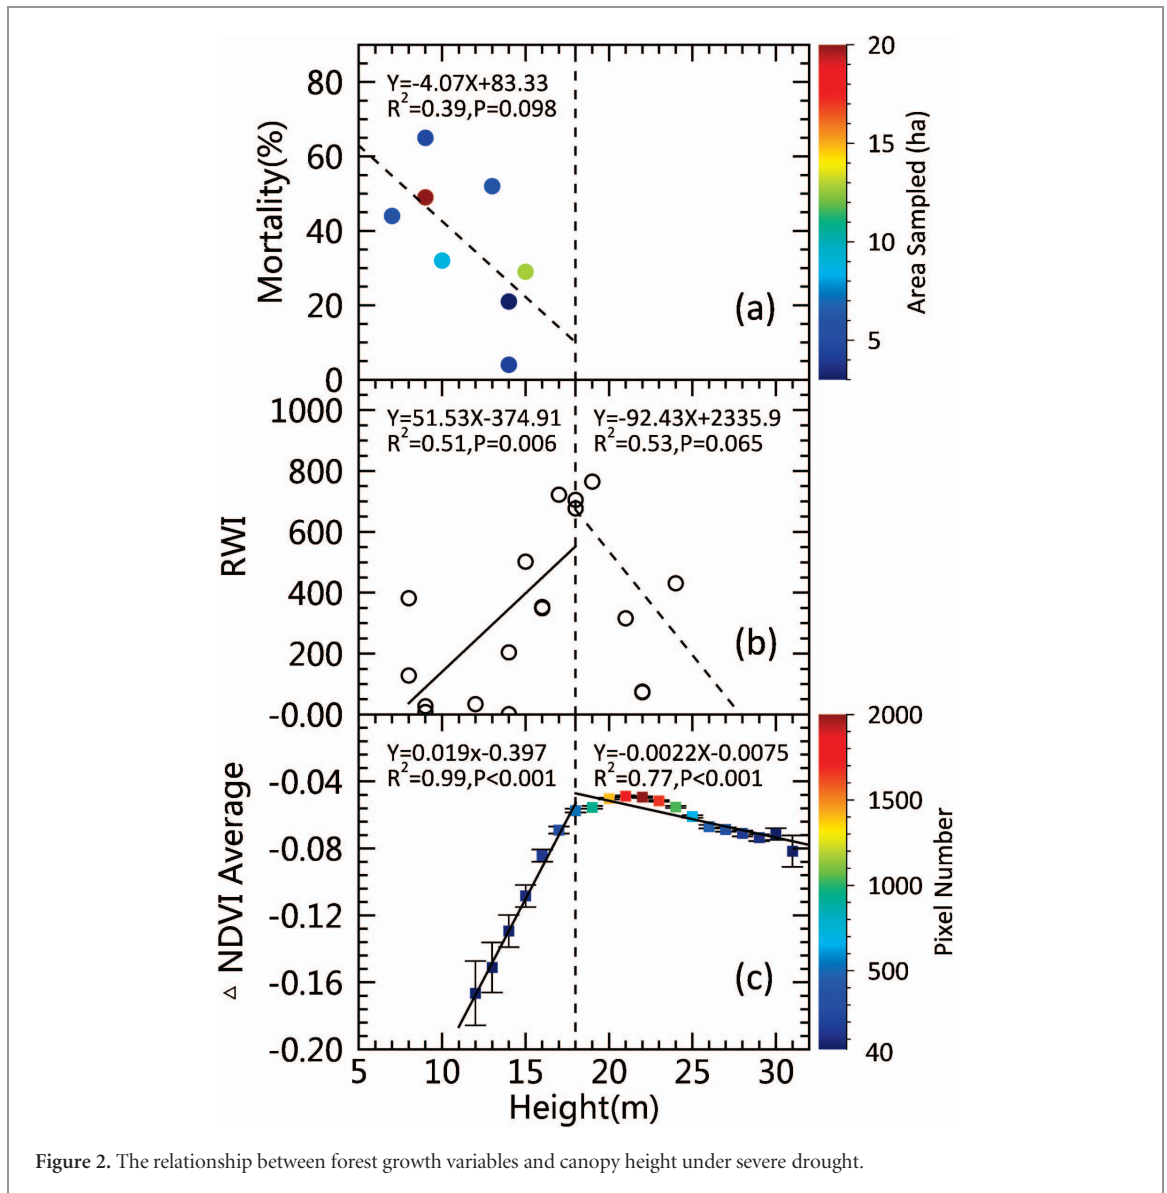 Y=-4.07X+83.33
R²=0.39,P=0.098
Mortality(%)
80
60
40
20
0
(a)
20
15
10
5
Area Sampled (ha)
Y=51.53X-374.91
R²=0.51,P=0.006
Y=-92.43X+2335.9
R²=0.53,P=0.065
RWI
1000
800
600
400
200
-0.00
(b)
Y=0.019x-0.397
R²=0.99,P<0.001
Y=-0.0022X-0.0075
R²=0.77,P<0.001
△ NDVI Average
-0.04
-0.08
-0.12
-0.16
-0.20
(c)
2000
1500
1000
500
40
Pixel Number
5 10 15 20 25 30
Height(m)
Figure 2. The relationship between forest growth variables and canopy height under severe drought.